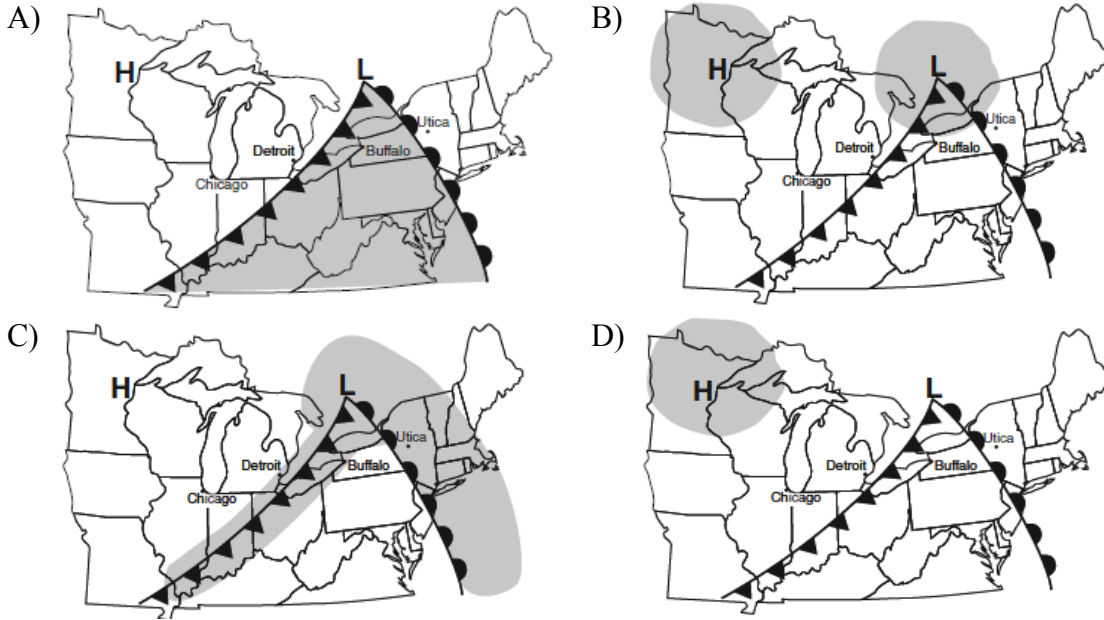 A)
H
L
Utica
Detroit
Buffalo
Chicago
B)
H
L
Utica
Detroit
Buffalo
Chicago
C)
H
L
Utica
Detroit
Buffalo
Chicago
D)
H
L
Utica
Detroit
Buffalo
Chicago